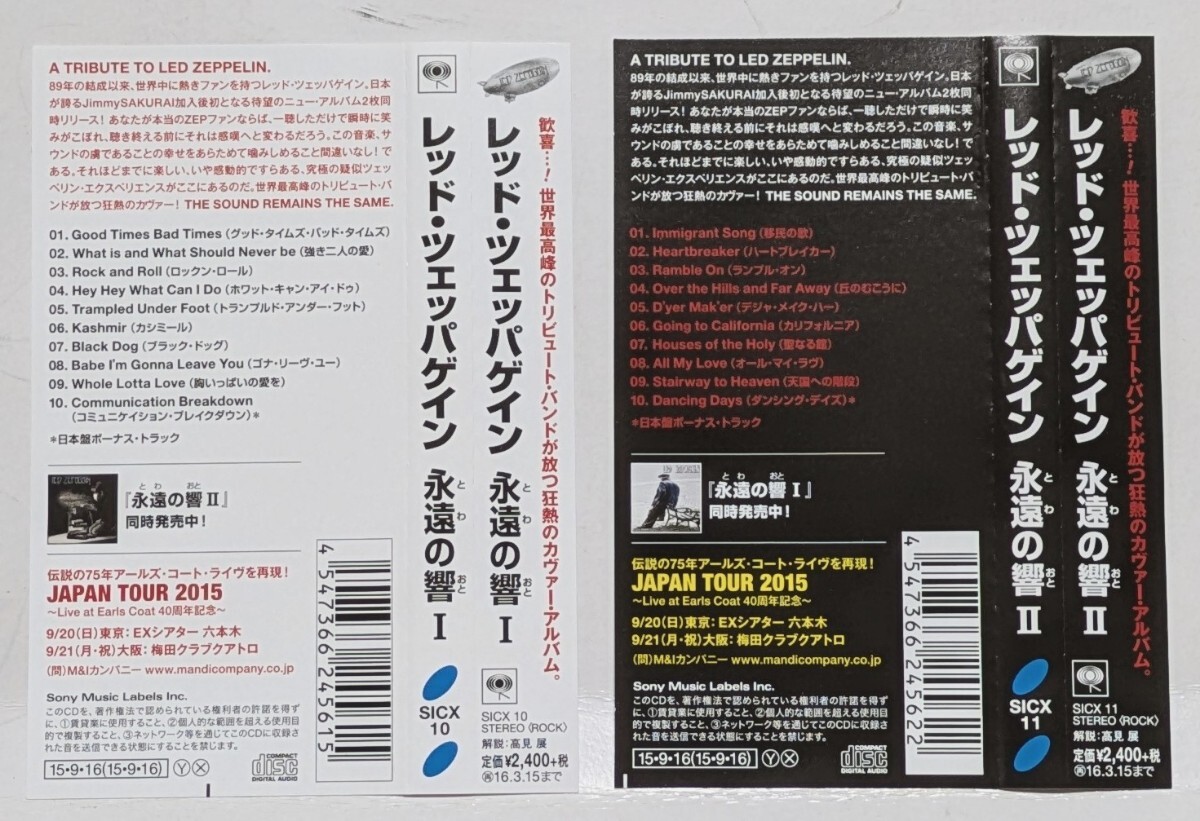 A TRIBUTE TO LED ZEPPELIN.
89年の結成以来、世界中に熱きファンを持つレッド・ツェッパゲイン。日本
が誇るJimmySAKURAI加入後初となる待望のニュー・アルバム2枚同
時リリース! あなたが本当のZEPファンならば、一聴しただけで瞬時に笑
みがこぼれ、聴き終える前にそれは感嘆へと変わるだろう。この音楽、
サウンドの虜であることの幸せをあらためて噛みしめること間違いなし!で
ある。それほどまでに楽しい、いや感動的ですらある、究極の疑似ツェッ
ペリン・エクスペリエンスがここにあるのだ。世界最高峰のトリビュート・バ
ンドが放つ狂熱のカヴァー! THE SOUND REMAINS THE SAME.
01. Good Times Bad Times (グッド・タイムズ・バッド・タイムズ)
02. What is and What Should Never be (強き二人の愛)
03. Rock and Roll (ロックン・ロール)
04. Hey Hey What Can I Do (ホワット・キャン・アイ・ドゥ)
05. Trampled Under Foot (トランプルド・アンダー・フット)
06. Kashmir (カシミール)
07. Black Dog (ブラック・ドッグ)
08. Babe I'm Gonna Leave You (ゴナ・リーヴ・ユー)
09. Whole Lotta Love (胸いっぱいの愛を)
10. Communication Breakdown
(コミュニケイション・ブレイクダウン)*
*日本盤ボーナス・トラック
『永遠の響 II』
とわ おと
同時発売中!
伝説の75年アールズ・コート・ライヴを再現!
JAPAN TOUR 2015
~Live at Earls Coat 40周年記念~
9/20(日)東京: EXシアター 六本木
9/21(月・祝)大阪: 梅田クラブクアトロ
(問)M&Iカンパニー www.mandicompany.co.jp
Sony Music Labels Inc.
このCDを、著作権法で認められている権利者の許諾を得ず
に、①賃貸業に使用すること、②個人的な範囲を超える使用目
的で複製すること、③ネットワーク等を通じてこのCDに収録さ
れた音を送信できる状態にすることを禁じます。
15・9・16(15・9・16) Y X
COMPACT
disc
DIGITAL AUDIO
4547366245615
レッド・ツェッパゲイン 永遠の響 I
とわ おと
SICX
10
LED ZEPPAGAIN
レッド・ツェッパゲイン 永遠の響 I
とわ おと
歓喜…! 世界最高峰のトリビュート・バンドが放つ狂熱のカヴァー・アルバム。
SICX 10
STEREO〈ROCK〉
解説: 高見 展
定価¥2,400+税
再16.3.15まで
A TRIBUTE TO LED ZEPPELIN.
89年の結成以来、世界中に熱きファンを持つレッド・ツェッパゲイン。日本
が誇るJimmySAKURAI加入後初となる待望のニュー・アルバム2枚同
時リリース! あなたが本当のZEPファンならば、一聴しただけで瞬時に笑
みがこぼれ、聴き終える前にそれは感嘆へと変わるだろう。この音楽、
サウンドの虜であることの幸せをあらためて噛みしめること間違いなし!で
ある。それほどまでに楽しい、いや感動的ですらある、究極の疑似ツェッ
ペリン・エクスペリエンスがここにあるのだ。世界最高峰のトリビュート・バ
ンドが放つ狂熱のカヴァー! THE SOUND REMAINS THE SAME.
01. Immigrant Song (移民の歌)
02. Heartbreaker (ハートブレイカー)
03. Ramble On (ランブル・オン)
04. Over the Hills and Far Away (丘のむこうに)
05. D'yer Mak'er (デジャ・メイク・ハー)
06. Going to California (カリフォルニア)
07. Houses of the Holy (聖なる館)
08. All My Love (オール・マイ・ラヴ)
09. Stairway to Heaven (天国への階段)
10. Dancing Days (ダンシング・デイズ)*
*日本盤ボーナス・トラック
『永遠の響 I』
とわ おと
同時発売中!
伝説の75年アールズ・コート・ライヴを再現!
JAPAN TOUR 2015
~Live at Earls Coat 40周年記念~
9/20(日)東京: EXシアター 六本木
9/21(月・祝)大阪: 梅田クラブクアトロ
(問)M&Iカンパニー www.mandicompany.co.jp
Sony Music Labels Inc.
このCDを、著作権法で認められている権利者の許諾を得ず
に、①賃貸業に使用すること、②個人的な範囲を超える使用目
的で複製すること、③ネットワーク等を通じてこのCDに収録さ
れた音を送信できる状態にすることを禁じます。
15・9・16(15・9・16) Y X
COMPACT
disc
DIGITAL AUDIO
4547366245622
レッド・ツェッパゲイン 永遠の響 II
とわ おと
SICX
11
レッド・ツェッパゲイン 永遠の響 II
とわ おと
歓喜…! 世界最高峰のトリビュート・バンドが放つ狂熱のカヴァー・アルバム。
SICX 11
STEREO〈ROCK〉
解説: 高見 展
定価¥2,400+税
再16.3.15まで